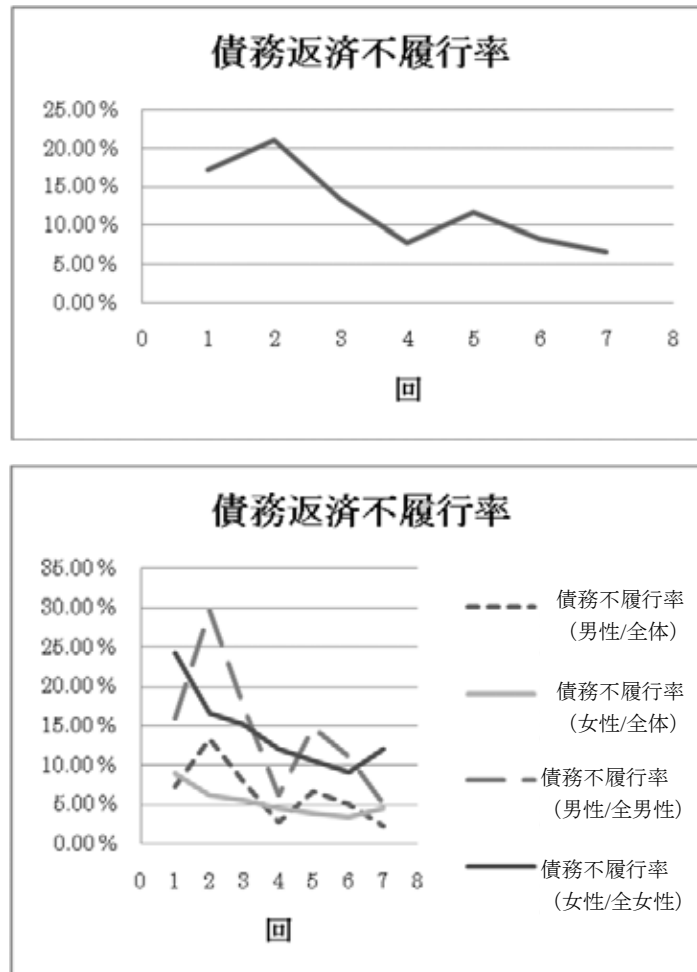 債務返済不履行率
25.00%
20.00%
15.00%
10.00%
5.00%
0.00%
0 1 2 3 4 5 6 7 8
回
債務返済不履行率
35.00%
30.00%
25.00%
20.00%
15.00%
10.00%
5.00%
0.00%
0 1 2 3 4 5 6 7 8
回
債務不履行率
（男性/全体）
債務不履行率
（女性/全体）
債務不履行率
（男性/全男性）
債務不履行率
（女性/全女性）